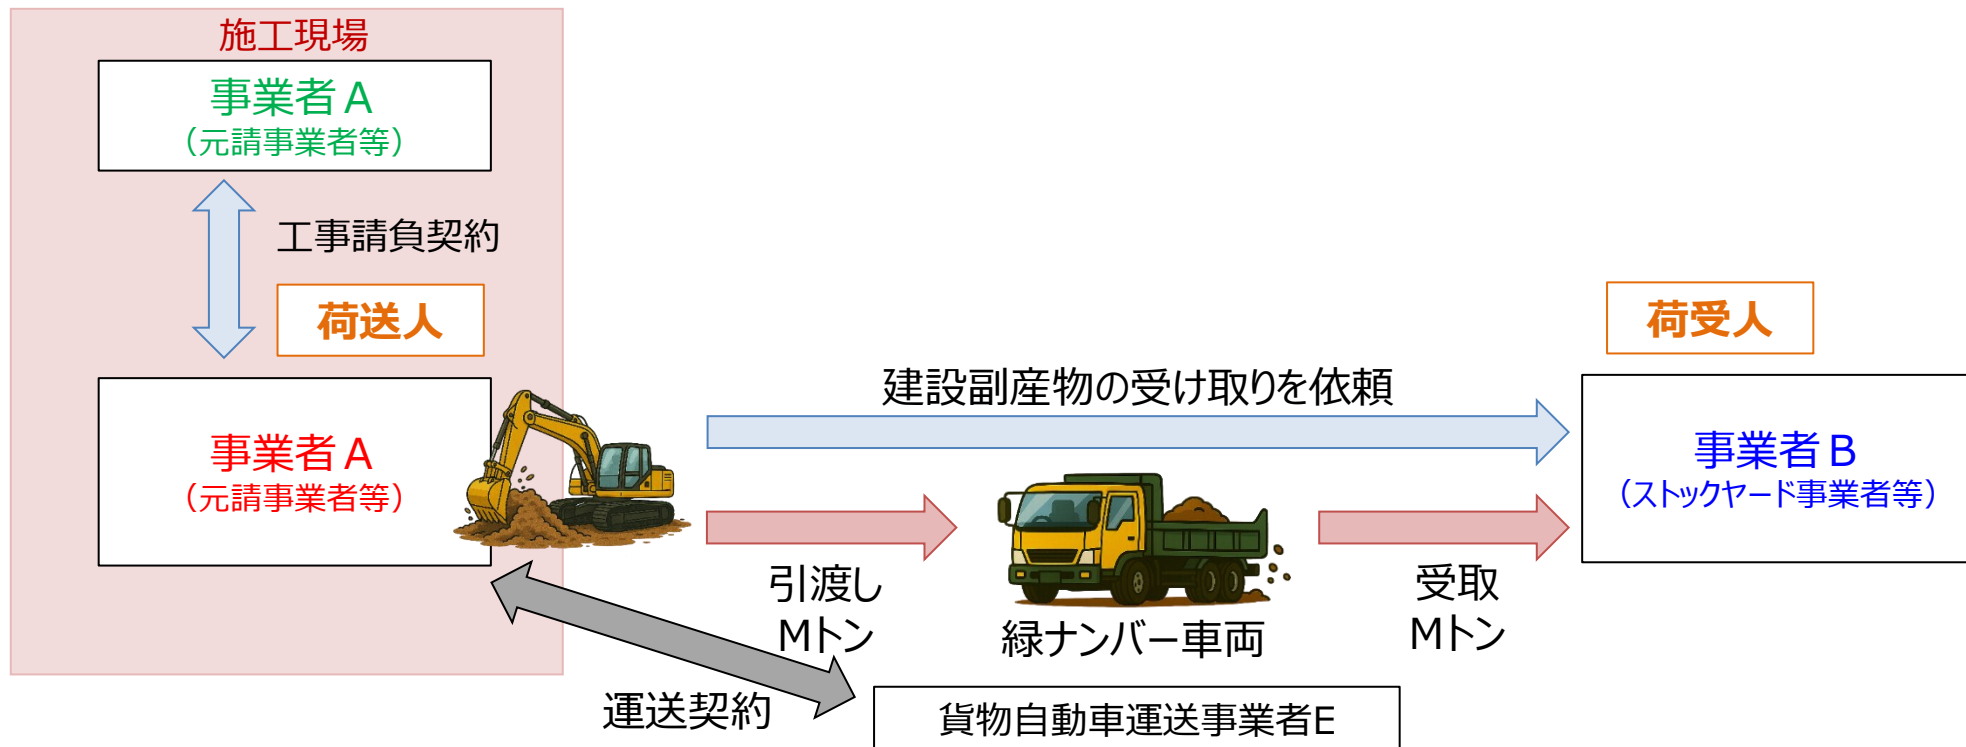 施工現場
事業者A
（元請事業者等）
工事請負契約
荷送人
荷受人
事業者A
（元請事業者等）
建設副産物の受け取りを依頼
事業者B
（ストックヤード事業者等）
引渡し
Mトン
緑ナンバー車両
受取
Mトン
運送契約
貨物自動車運送事業者E